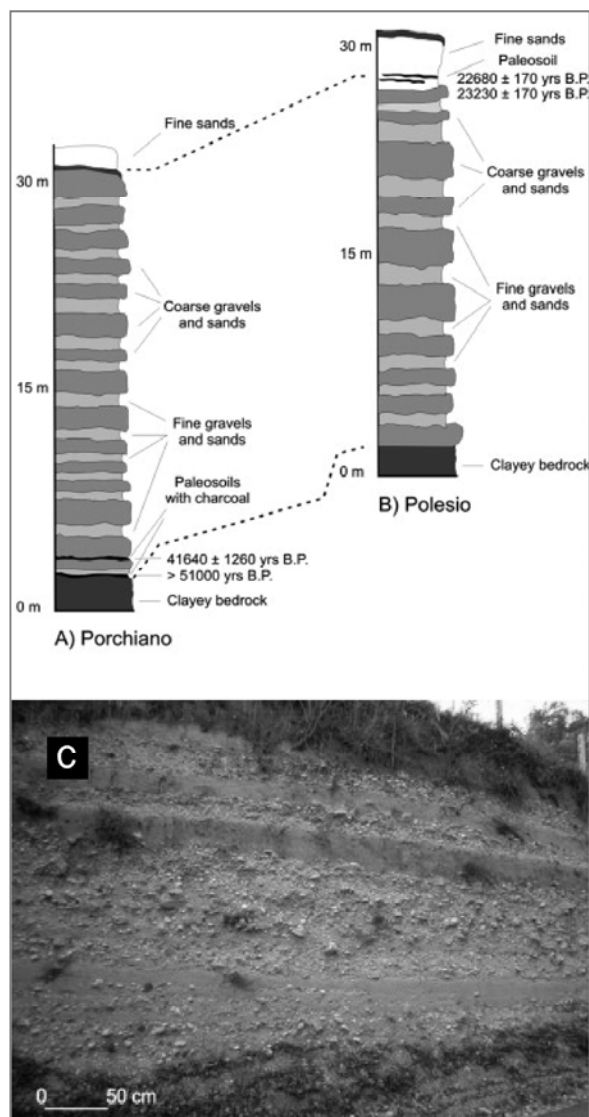 30 m
Fine sands
Paleosoil
22680 ± 170 yrs B.P.
23230 ± 170 yrs B.P.
Coarse gravels
and sands
15 m
Fine gravels
and sands
0 m
Clayey bedrock
B) Polesio
Fine sands
30 m
Coarse gravels
and sands
15 m
Fine gravels
and sands
Paleosoils
with charcoal
41640 ± 1260 yrs B.P.
> 51000 yrs B.P.
0 m
Clayey bedrock
A) Porchiano
C
0 50 cm